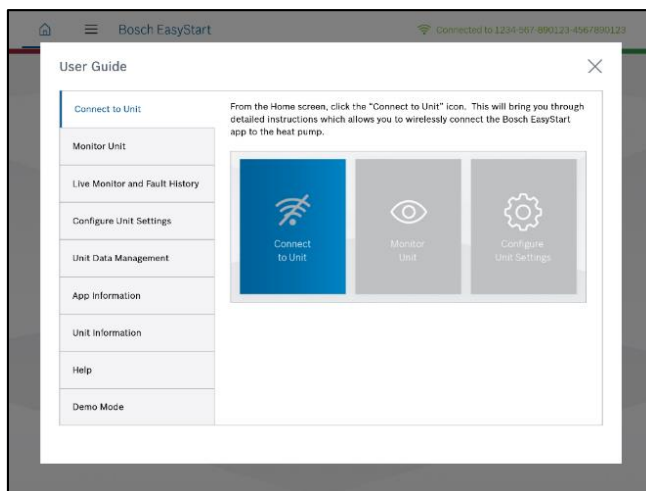 Bosch EasyStart
Connected to 1234-567-890123-4567890123
User Guide
Connect to Unit
Monitor Unit
Live Monitor and Fault History
Configure Unit Settings
Unit Data Management
App Information
Unit Information
Help
Demo Mode
From the Home screen, click the “Connect to Unit” icon. This will bring you through
detailed instructions which allows you to wirelessly connect the Bosch EasyStart
app to the heat pump.
Connect
to Unit
Monitor
Unit
Configure
Unit Settings